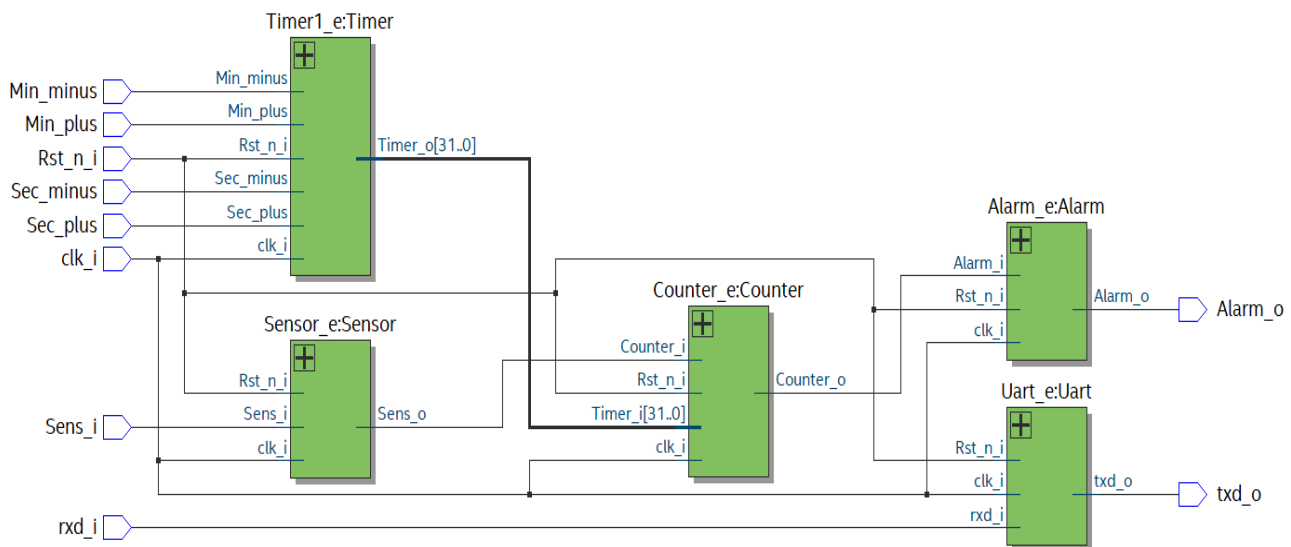 Timer1_e:Timer
Min_minus
Min_plus
Rst_n_i
Sec_minus
Sec_plus
clk_i
Min_minus
Min_plus
Rst_n_i
Sec_minus
Sec_plus
clk_i
Timer_o[31..0]
Sensor_e:Sensor
Sens_i
Rst_n_i
Sens_i
clk_i
Sens_o
Counter_e:Counter
Counter_i
Rst_n_i
Timer_i[31..0]
clk_i
Counter_o
Alarm_e:Alarm
Alarm_i
Rst_n_i
clk_i
Alarm_o
Alarm_o
Uart_e:Uart
Rst_n_i
clk_i
rxd_i
txd_o
txd_o
rxd_i